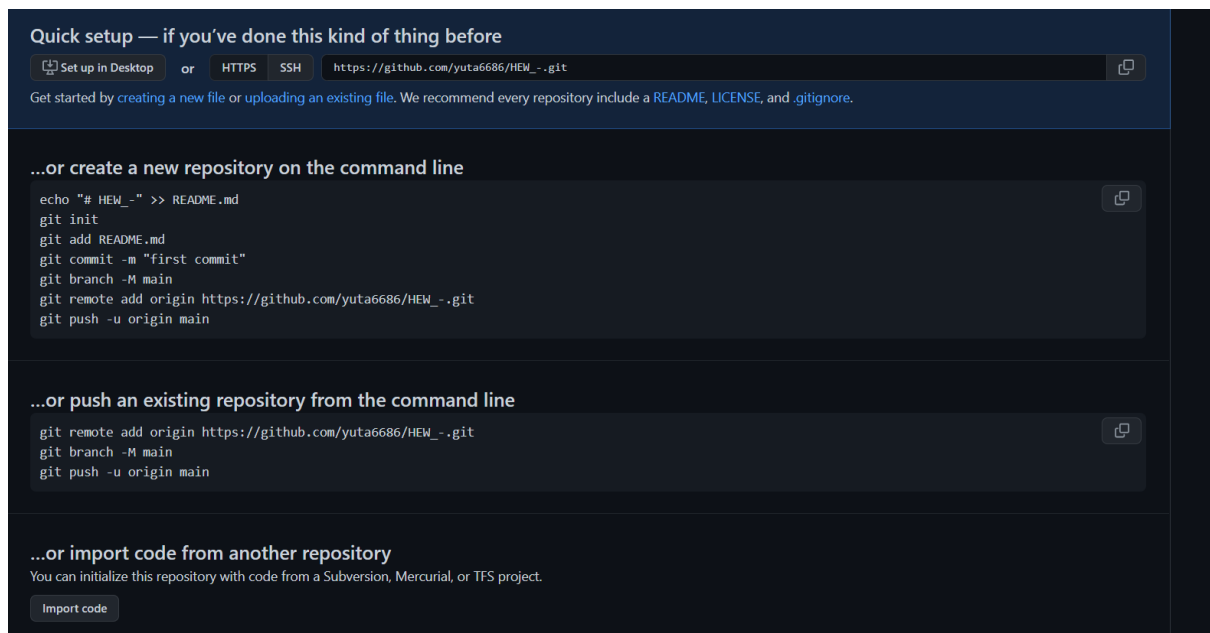 Quick setup — if you’ve done this kind of thing before
Set up in Desktop or HTTPS SSH https://github.com/yuta6686/HEW_-.git
Get started by creating a new file or uploading an existing file. We recommend every repository include a README, LICENSE, and .gitignore.
...or create a new repository on the command line
echo "# HEW_-" >> README.md
git init
git add README.md
git commit -m "first commit"
git branch -M main
git remote add origin https://github.com/yuta6686/HEW_-.git
git push -u origin main
...or push an existing repository from the command line
git remote add origin https://github.com/yuta6686/HEW_-.git
git branch -M main
git push -u origin main
...or import code from another repository
You can initialize this repository with code from a Subversion, Mercurial, or TFS project.
Import code